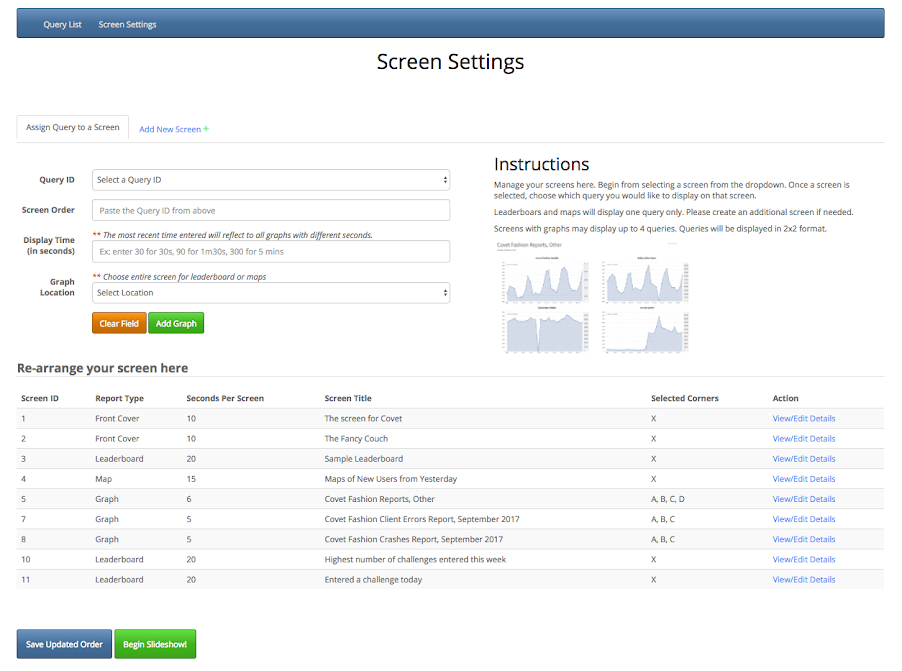 Query List Screen Settings
Screen Settings
Assign Query to a Screen Add New Screen +
Query ID Select a Query ID
Screen Order Paste the Query ID from above
** The most recent time entered will reflect to all graphs with different seconds.
Display Time
(in seconds) Ex: enter 30 for 30s, 90 for 1m30s, 300 for 5 mins
** Choose entire screen for leaderboard or maps
Graph
Location Select Location
Clear Field Add Graph
Instructions
Manage your screens here. Begin from selecting a screen from the dropdown. Once a screen is
selected, choose which query you would like to display on that screen.
Leaderboars and maps will display one query only. Please create an additional screen if needed.
Screens with graphs may display up to 4 queries. Queries will be displayed in 2x2 format.
Covet Fashion Reports, Other
Re-arrange your screen here
Screen ID Report Type Seconds Per Screen Screen Title Selected Corners Action
1 Front Cover 10 The screen for Covet X View/Edit Details
2 Front Cover 10 The Fancy Couch X View/Edit Details
3 Leaderboard 20 Sample Leaderboard X View/Edit Details
4 Map 15 Maps of New Users from Yesterday X View/Edit Details
5 Graph 6 Covet Fashion Reports, Other A, B, C, D View/Edit Details
7 Graph 5 Covet Fashion Client Errors Report, September 2017 A, B, C View/Edit Details
8 Graph 5 Covet Fashion Crashes Report, September 2017 A, B, C View/Edit Details
10 Leaderboard 20 Highest number of challenges entered this week X View/Edit Details
11 Leaderboard 20 Entered a challenge today X View/Edit Details
Save Updated Order Begin Slideshow!